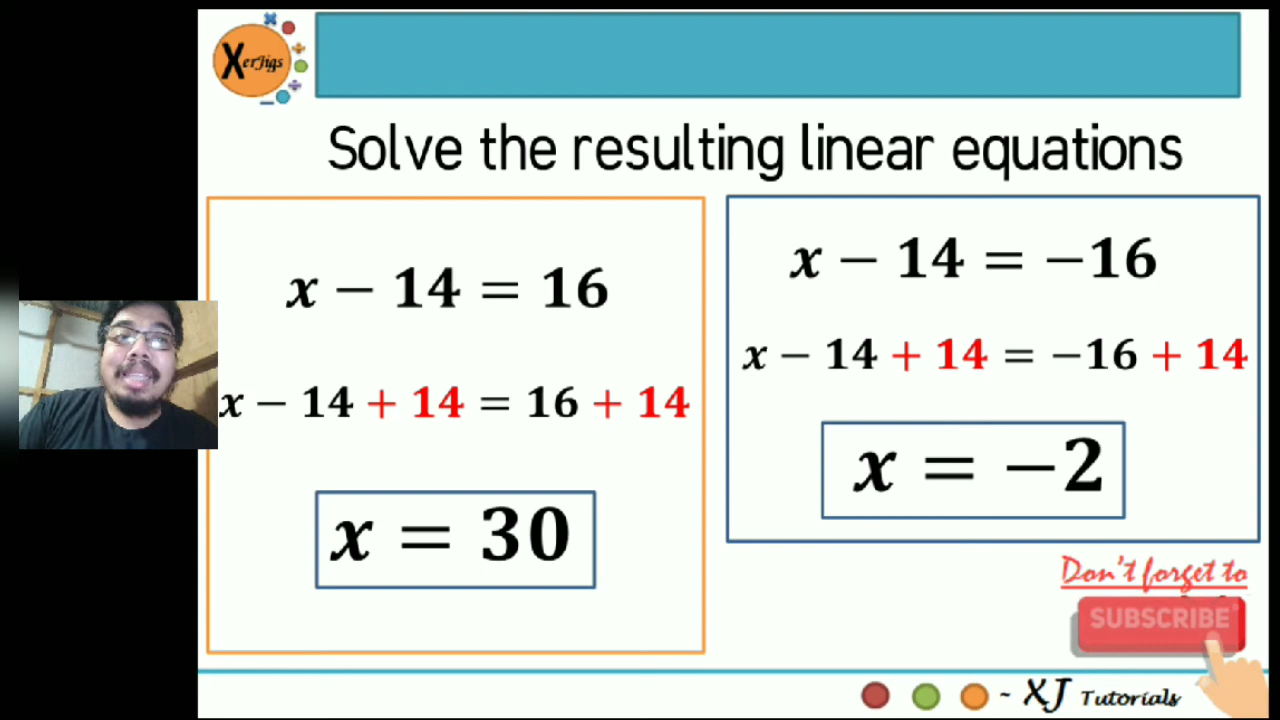 Xerjigs
Solve the resulting linear equations
x − 14 = 16
x − 14 + 14 = 16 + 14
x = 30
x − 14 = −16
x − 14 + 14 = −16 + 14
x = −2
Don't forget to
SUBSCRIBE
~ XJ Tutorials